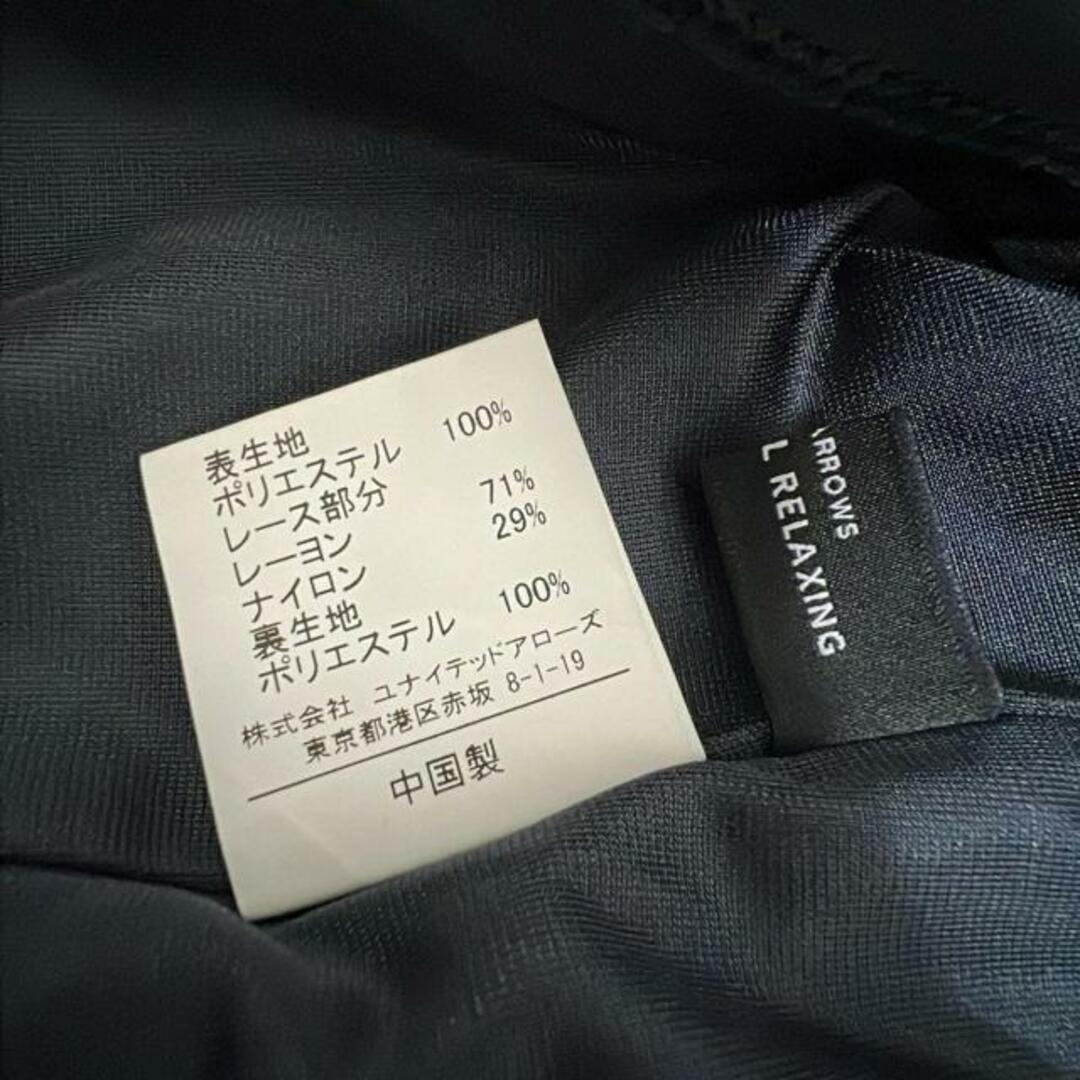 表生地
ポリエステル 100%
レース部分
レーヨン 71%
ナイロン 29%
裏生地
ポリエステル 100%
株式会社 ユナイテッドアローズ
東京都港区赤坂 8-1-19
中国製
ARROWS
L RELAXING